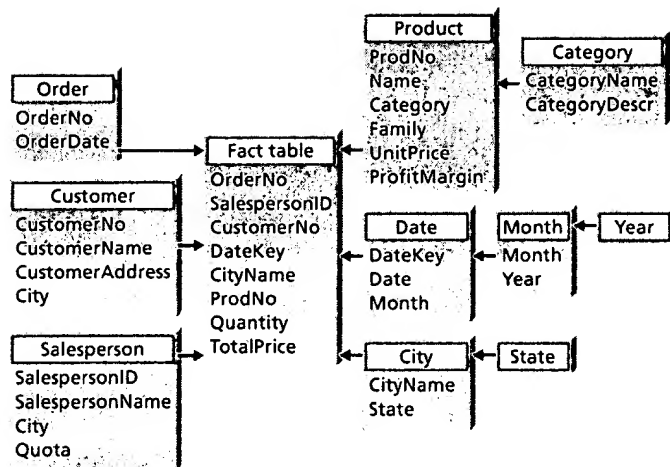 Order
OrderNo
OrderDate
Customer
CustomerNo
CustomerName
CustomerAddress
City
Salesperson
SalespersonID
SalespersonName
City
Quota
Fact table
OrderNo
SalespersonID
CustomerNo
DateKey
CityName
ProdNo
Quantity
TotalPrice
Product
ProdNo
Name
Category
Family
UnitPrice
ProfitMargin
Category
CategoryName
CategoryDescr
Date
DateKey
Date
Month
Month
Month
Year
Year
City
CityName
State
State